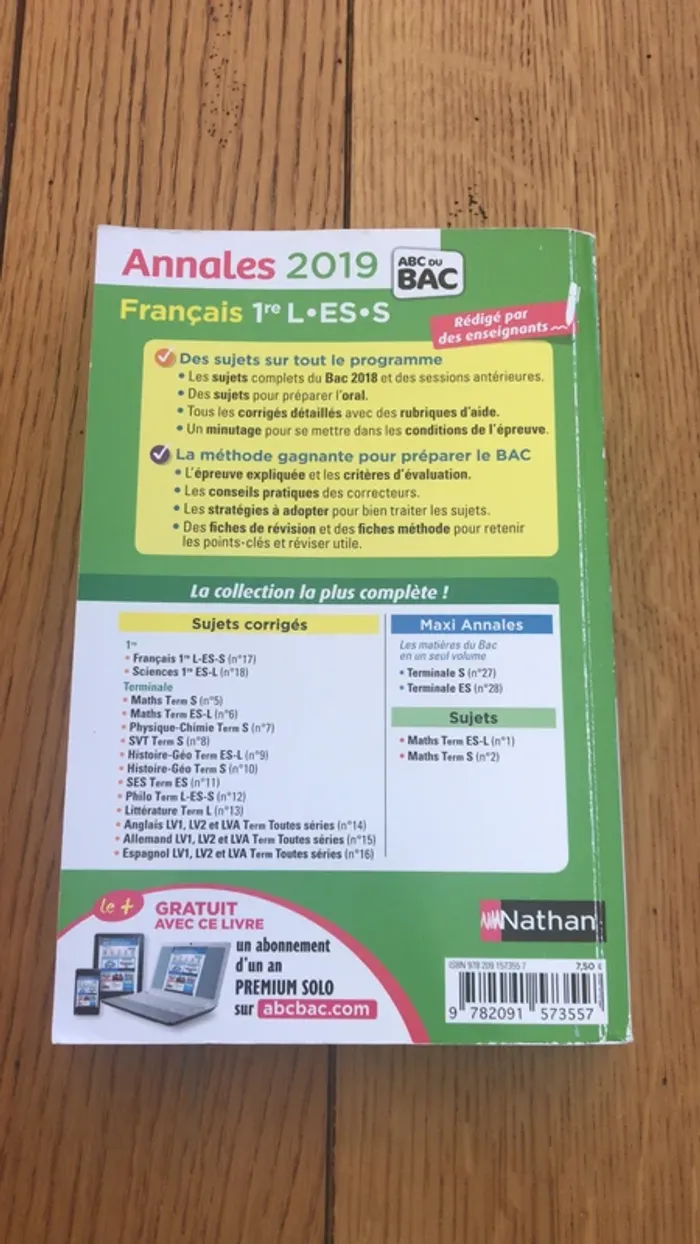 Annales 2019
ABC DU
BAC
Français 1re L•ES•S
Rédigé par
des enseignants
Des sujets sur tout le programme
• Les sujets complets du Bac 2018 et des sessions antérieures.
• Des sujets pour préparer l'oral.
• Tous les corrigés détaillés avec des rubriques d'aide.
• Un minutage pour se mettre dans les conditions de l'épreuve.
La méthode gagnante pour préparer le BAC
• L'épreuve expliquée et les critères d'évaluation.
• Les conseils pratiques des correcteurs.
• Les stratégies à adopter pour bien traiter les sujets.
• Des fiches de révision et des fiches méthode pour retenir
les points-clés et réviser utile.
La collection la plus complète !
Sujets corrigés
1re
• Français 1re L-ES-S (n°17)
• Sciences 1re ES-L (n°18)
Terminale
• Maths Term S (n°5)
• Maths Term ES-L (n°6)
• Physique-Chimie Term S (n°7)
• SVT Term S (n°8)
• Histoire-Géo Term ES-L (n°9)
• Histoire-Géo Term S (n°10)
• SES Term ES (n°11)
• Philo Term L-ES-S (n°12)
• Littérature Term L (n°13)
• Anglais LV1, LV2 et LVA Term Toutes séries (n°14)
• Allemand LV1, LV2 et LVA Term Toutes séries (n°15)
• Espagnol LV1, LV2 et LVA Term Toutes séries (n°16)
Maxi Annales
Les matières du Bac
en un seul volume
• Terminale S (n°27)
• Terminale ES (n°28)
Sujets
• Maths Term ES-L (n°1)
• Maths Term S (n°2)
le +
GRATUIT
AVEC CE LIVRE
un abonnement
d'un an
PREMIUM SOLO
sur abcbac.com
Nathan
ISBN 978 209 157355 7
7,50 €
9 782091 573557